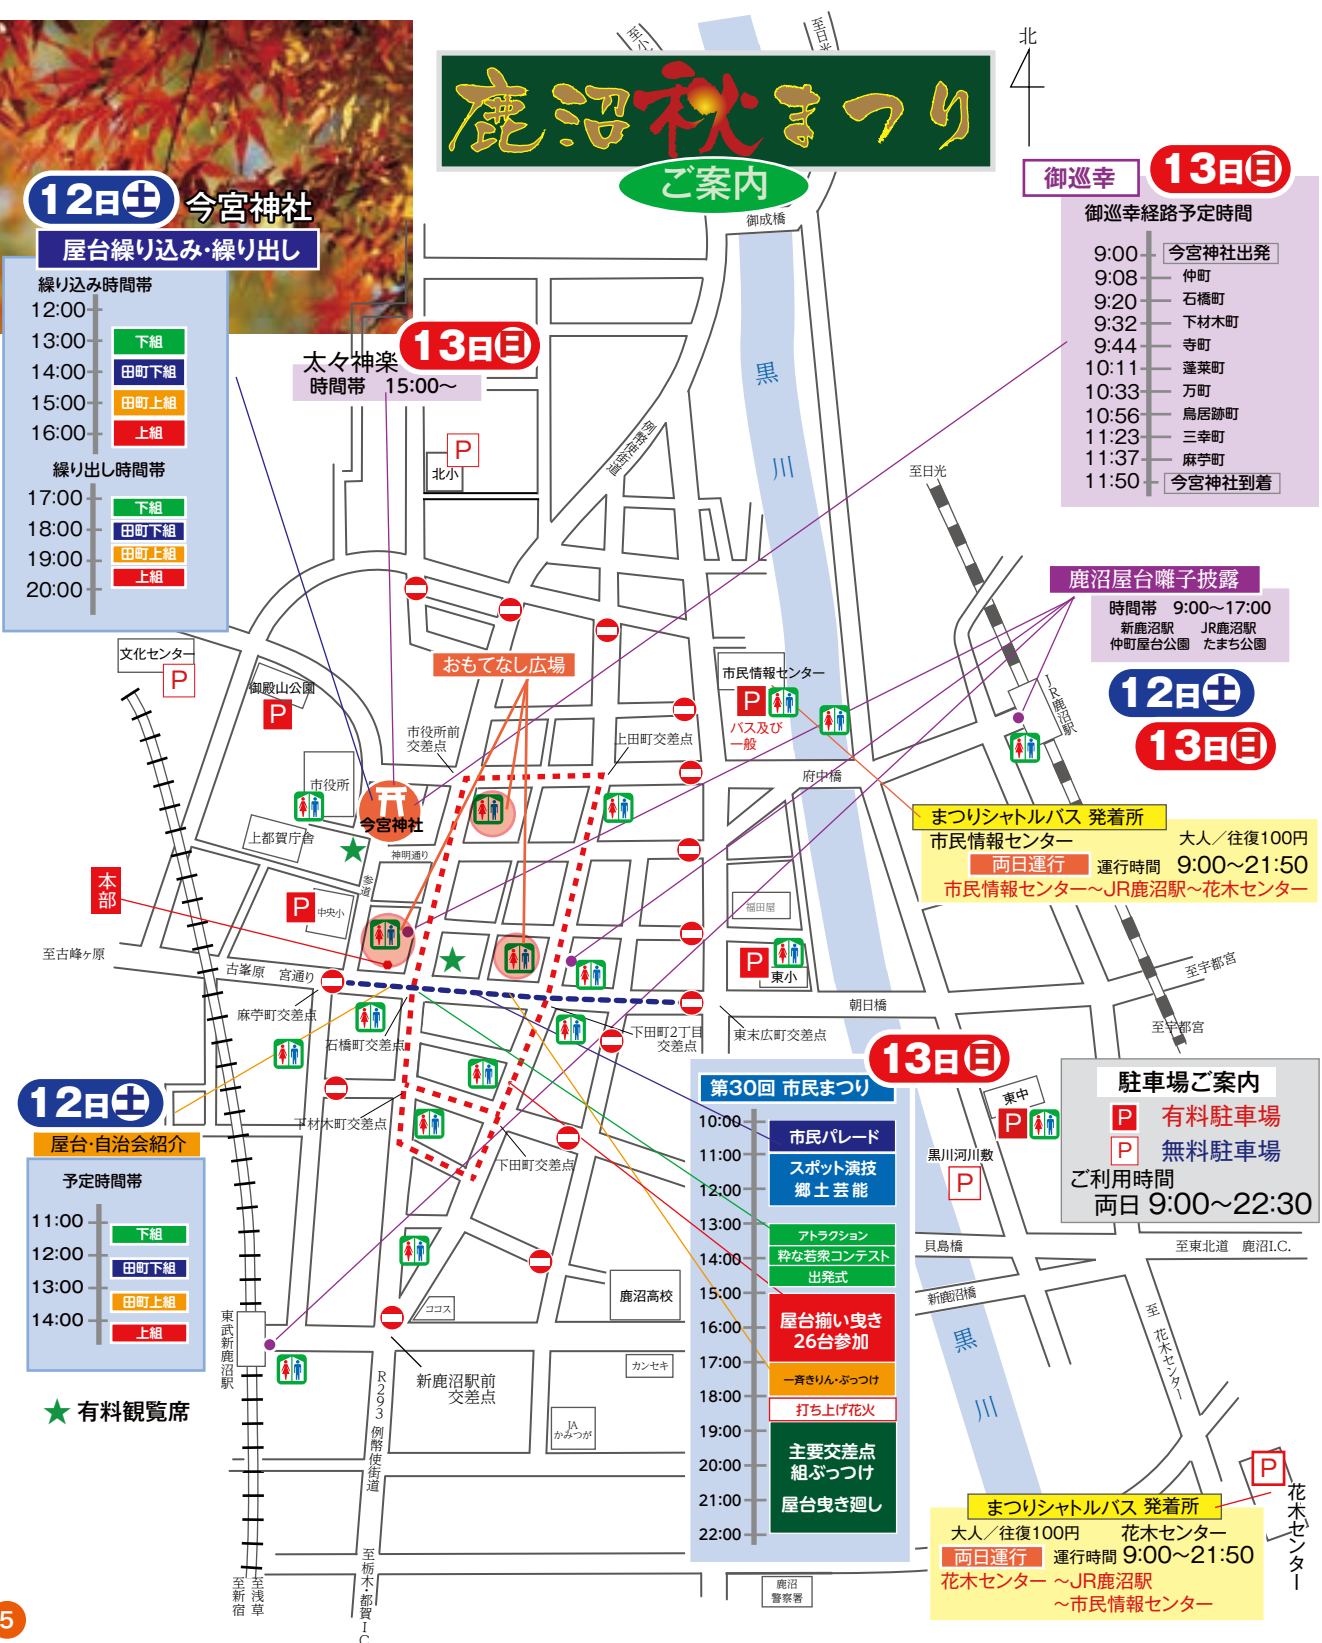 鹿沼秋まつり
ご案内
北
至日光
12日土
今宮神社
屋台繰り込み・繰り出し
繰り込み時間帯
12:00
13:00 下組
14:00 田町下組
15:00 田町上組
16:00 上組
繰り出し時間帯
17:00
下組
18:00 田町下組
19:00 田町上組
上組
20:00
太々神楽
13日日
時間帯 15:00～
御巡幸
13日日
御巡幸経路予定時間
9:00 今宮神社出発
9:08 仲町
9:20 石橋町
9:32 下材木町
9:44 寺町
10:11 蓬莱町
10:33 万町
10:56 鳥居跡町
11:23 三幸町
11:37 麻苧町
11:50 今宮神社到着
御成橋
黒川
例幣使街道
P
北小
至日光
鹿沼屋台囃子披露
時間帯 9:00～17:00
新鹿沼駅 JR鹿沼駅
仲町屋台公園 たまち公園
12日土
13日日
JR鹿沼駅
文化センター
P
御殿山公園
P
おもてなし広場
市民情報センター
P
バス及び
一般
市役所前
交差点
上田町交差点
府中橋
市役所
今宮神社
上都賀庁舎
神明通り
参道
まつりシャトルバス 発着所
市民情報センター 大人／往復100円
両日運行 運行時間 9:00～21:50
市民情報センター～JR鹿沼駅～花木センター
本部
P
中央小
福田屋
P
東小
至古峰ヶ原
古峯原 宮通り
麻苧町交差点
石橋町交差点
下田町2丁目
交差点
東末広町交差点
朝日橋
至宇都宮
至宇都宮
12日土
屋台・自治会紹介
予定時間帯
11:00
下組
12:00
田町下組
13:00
田町上組
14:00
上組
下材木町交差点
下田町交差点
13日日
第30回 市民まつり
10:00
市民パレード
11:00
スポット演技
郷土芸能
12:00
13:00
アトラクション
粋な若衆コンテスト
14:00
出発式
15:00
屋台揃い曳き
26台参加
16:00
17:00
一斉きりん・ぶっつけ
18:00
打ち上げ花火
19:00
主要交差点
組ぶっつけ
20:00
屋台曳き廻し
21:00
22:00
東中
P
黒川河川敷
P
駐車場ご案内
P 有料駐車場
P 無料駐車場
ご利用時間
両日 9:00～22:30
貝島橋
至東北道 鹿沼I.C.
新鹿沼橋
黒川
至 花木センター
東武新鹿沼駅
ココス
鹿沼高校
カンセキ
新鹿沼駅前
交差点
R293 例幣使街道
JA
かみつが
★ 有料観覧席
P
花木センター
まつりシャトルバス 発着所
大人／往復100円 花木センター
両日運行 運行時間 9:00～21:50
花木センター ～JR鹿沼駅
～市民情報センター
鹿沼
警察署
至浅草
至新宿
至栃木・都賀IC
5